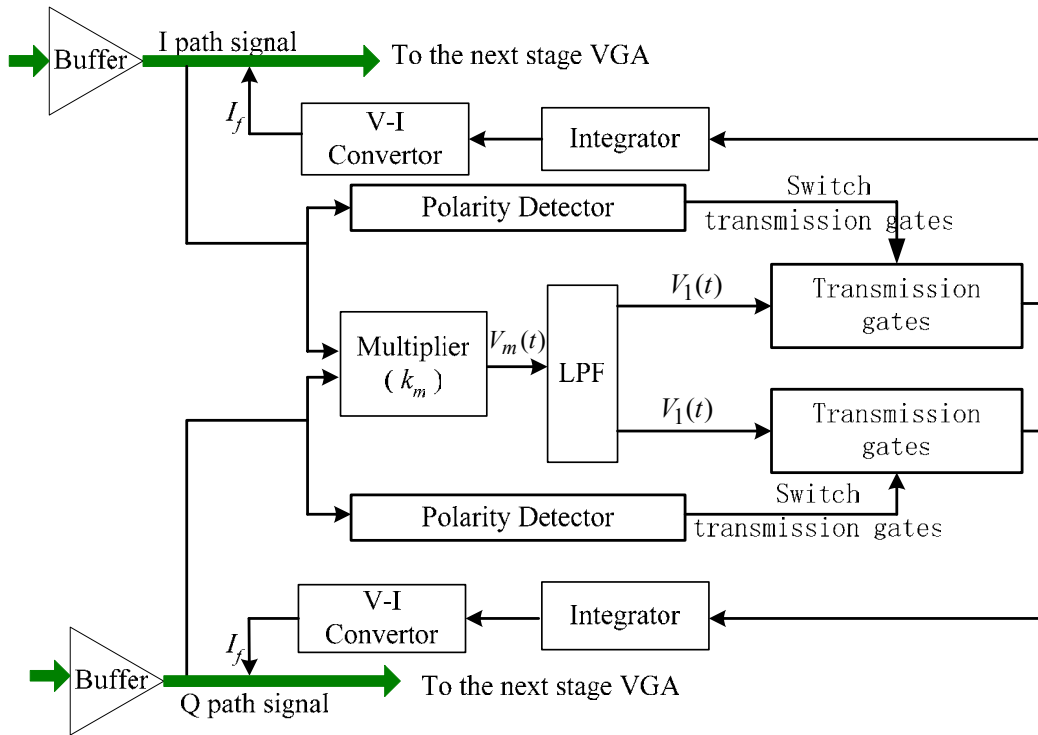 Buffer
I path signal
To the next stage VGA
I_f
V-I
Convertor
Integrator
Polarity Detector
Switch
transmission gates
Multiplier
( k_m )
V_m(t)
LPF
V_1(t)
Transmission
gates
V_1(t)
Transmission
gates
Polarity Detector
Switch
transmission gates
V-I
Convertor
Integrator
I_f
Buffer
Q path signal
To the next stage VGA